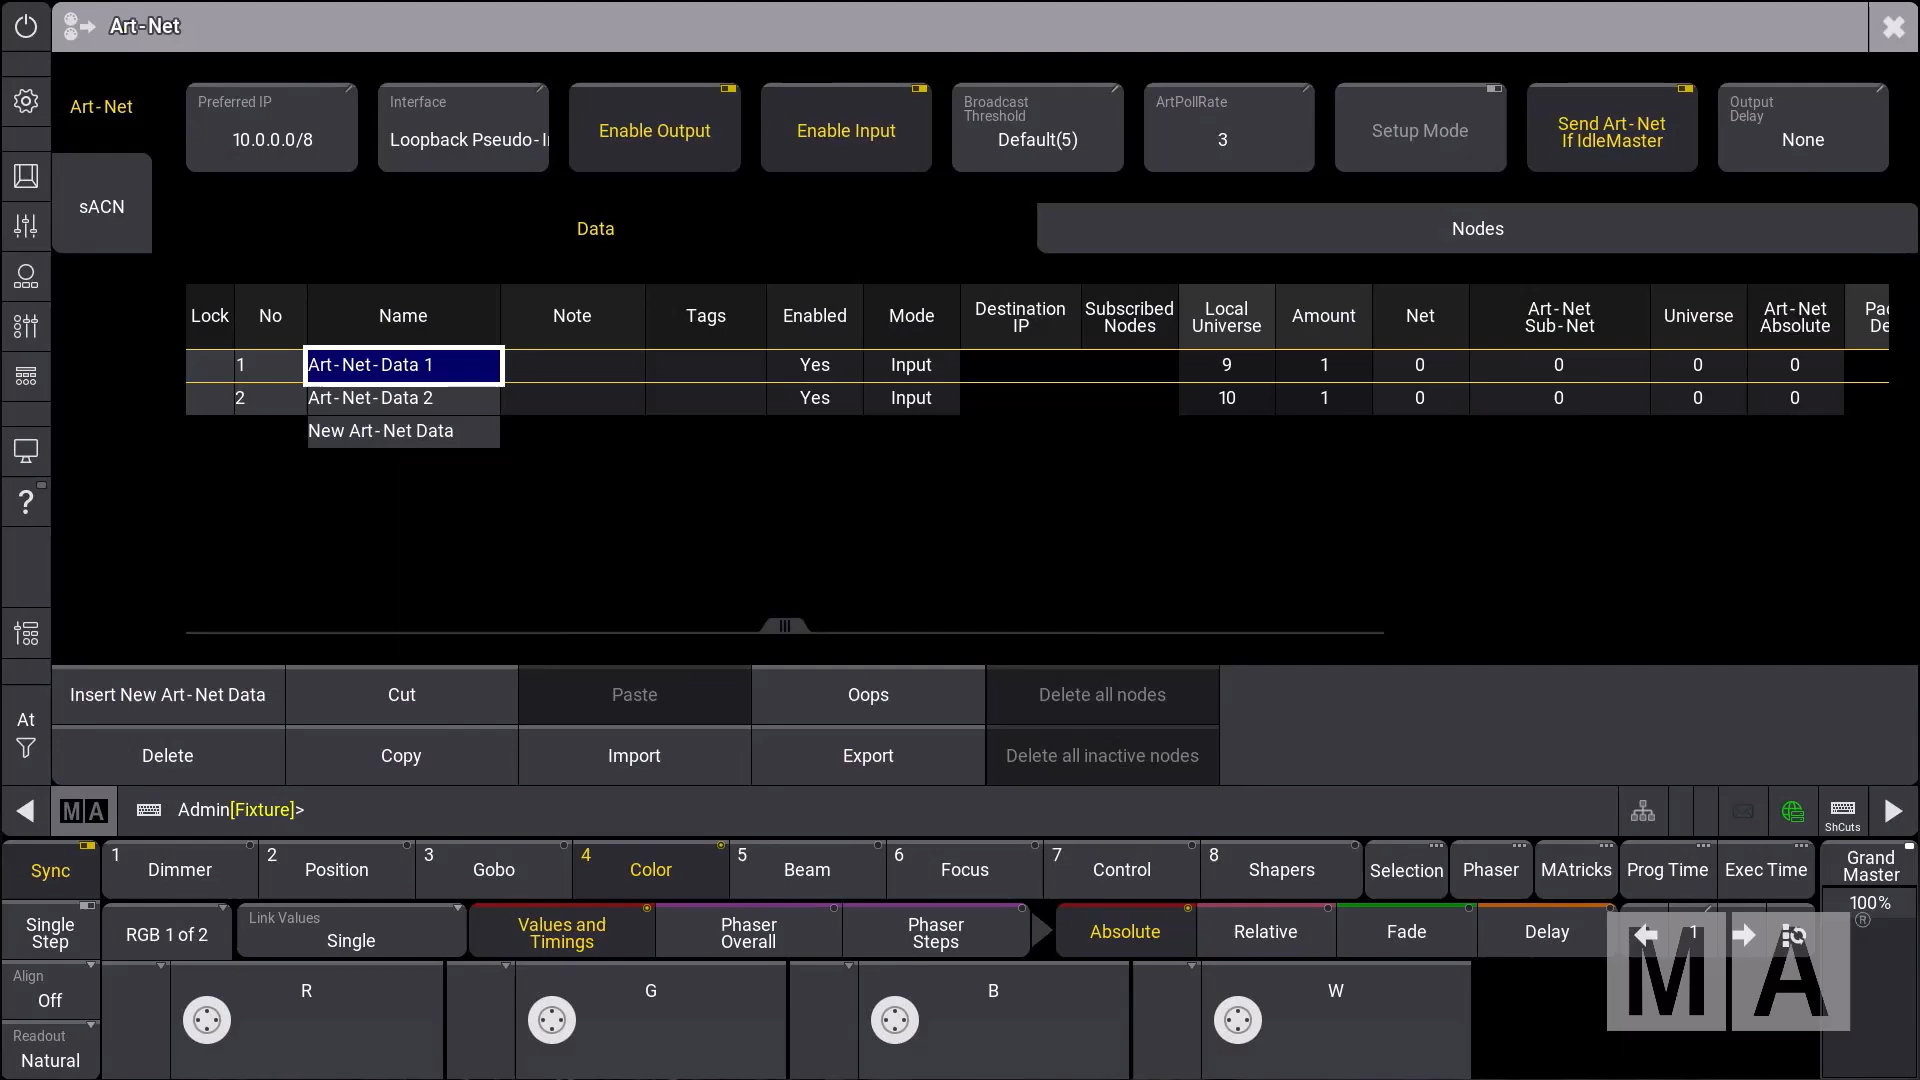 Art-Net
Art-Net
sACN
Preferred IP
10.0.0.0/8
Interface
Loopback Pseudo-I
Enable Output
Enable Input
Broadcast
Threshold
Default(5)
ArtPollRate
3
Setup Mode
Send Art-Net
If IdleMaster
Output
Delay
None
Data
Nodes
Lock No Name Note Tags Enabled Mode Destination IP Subscribed Nodes Local Universe Amount Net Art-Net Sub-Net Universe Art-Net Absolute Pac De
1 Art-Net-Data 1 Yes Input 9 1 0 0 0 0
2 Art-Net-Data 2 Yes Input 10 1 0 0 0 0
New Art-Net Data
Insert New Art-Net Data Cut Paste Oops Delete all nodes
Delete Copy Import Export Delete all inactive nodes
At
MA
Admin[Fixture]>
ShCuts
Sync
1 Dimmer
2 Position
3 Gobo
4 Color
5 Beam
6 Focus
7 Control
8 Shapers
Selection
Phaser
MAtricks
Prog Time
Exec Time
Grand
Master
100%
R
Single
Step
RGB 1 of 2
Link Values
Single
Values and
Timings
Phaser
Overall
Phaser
Steps
Absolute
Relative
Fade
Delay
1
MA
Align
Off
Readout
Natural
R
G
B
W